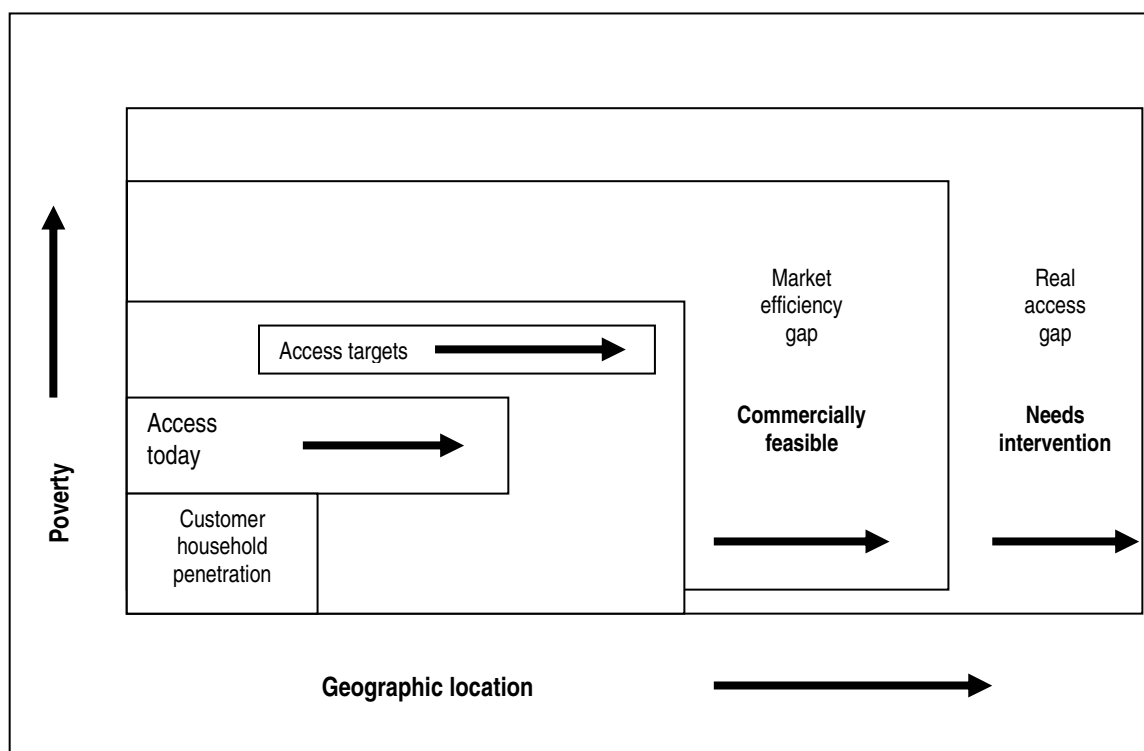 Market
efficiency
gap
Real
access
gap
Access targets
Commercially
feasible
Needs
intervention
Access
today
Poverty
Customer
household
penetration
Geographic location